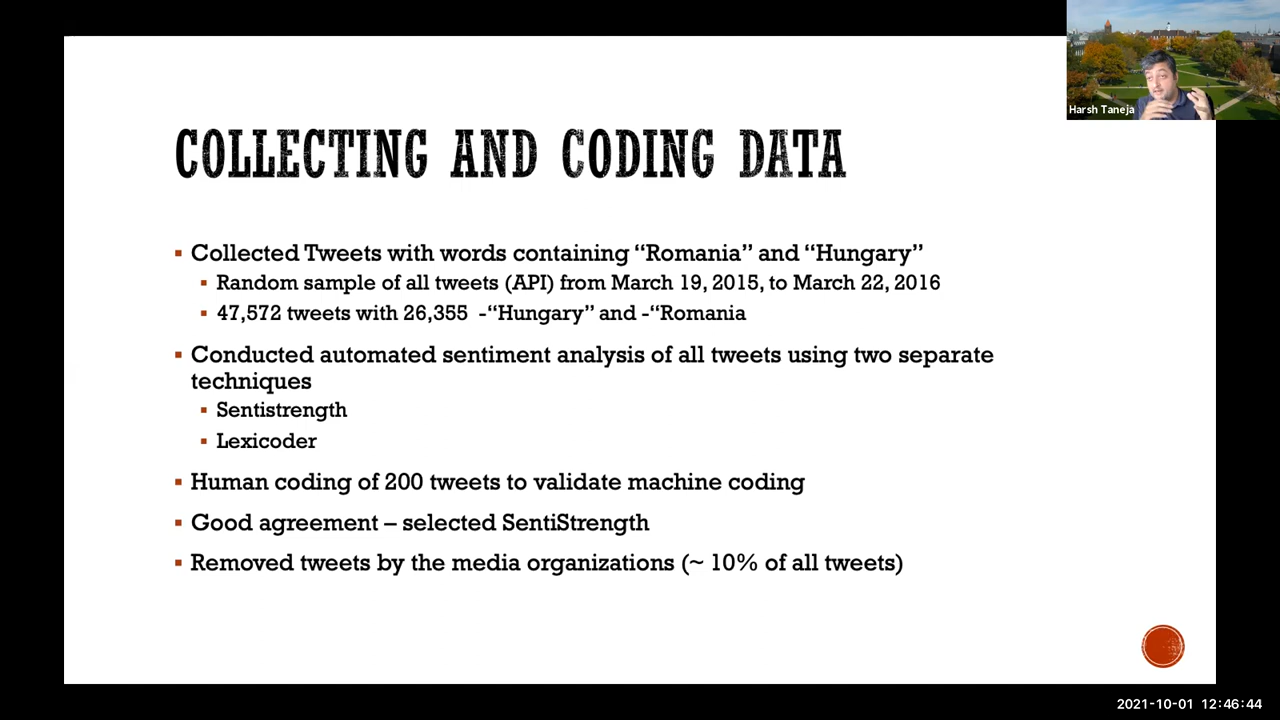 Harsh Taneja
COLLECTING AND CODING DATA
▪ Collected Tweets with words containing “Romania” and “Hungary”
▪ Random sample of all tweets (API) from March 19, 2015, to March 22, 2016
▪ 47,572 tweets with 26,355 -“Hungary” and -“Romania
▪ Conducted automated sentiment analysis of all tweets using two separate
techniques
▪ Sentistrength
▪ Lexicoder
▪ Human coding of 200 tweets to validate machine coding
▪ Good agreement – selected SentiStrength
▪ Removed tweets by the media organizations (~ 10% of all tweets)
2021-10-01 12:46:44